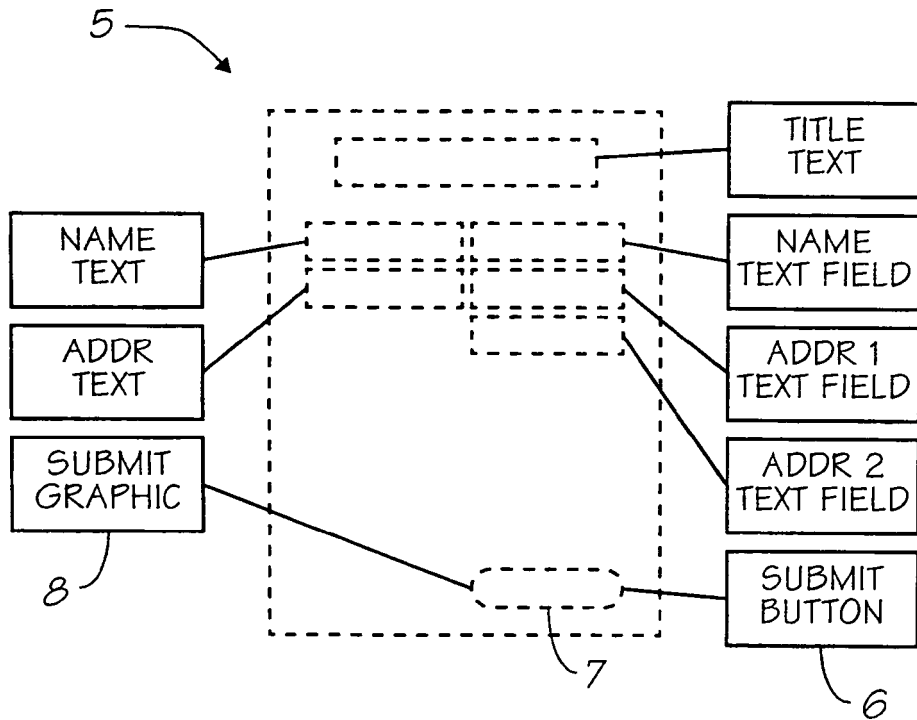 5
TITLE
TEXT
NAME
TEXT
NAME
TEXT FIELD
ADDR
TEXT
ADDR 1
TEXT FIELD
SUBMIT
GRAPHIC
ADDR 2
TEXT FIELD
SUBMIT
BUTTON
8
7
6